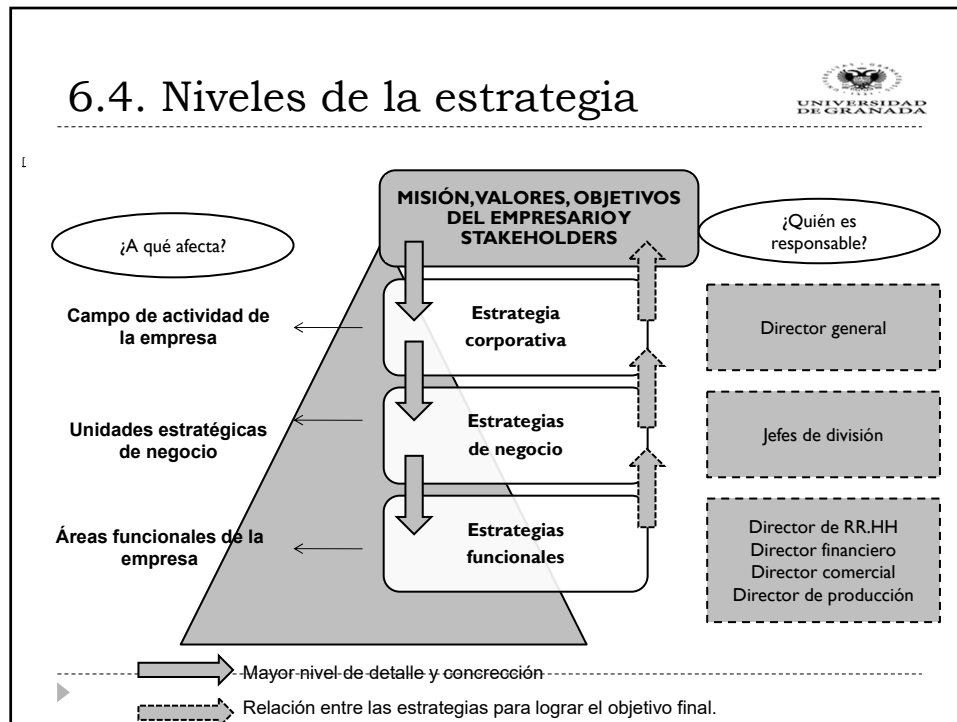 6.4. Niveles de la estrategia
UNIVERSIDAD
DE GRANADA
MISIÓN, VALORES, OBJETIVOS
DEL EMPRESARIO Y
STAKEHOLDERS
¿A qué afecta?
¿Quién es
responsable?
Campo de actividad de
la empresa
Estrategia
corporativa
Director general
Unidades estratégicas
de negocio
Estrategias
de negocio
Jefes de división
Áreas funcionales de la
empresa
Estrategias
funcionales
Director de RR.HH
Director financiero
Director comercial
Director de producción
Mayor nivel de detalle y concrección
Relación entre las estrategias para lograr el objetivo final.